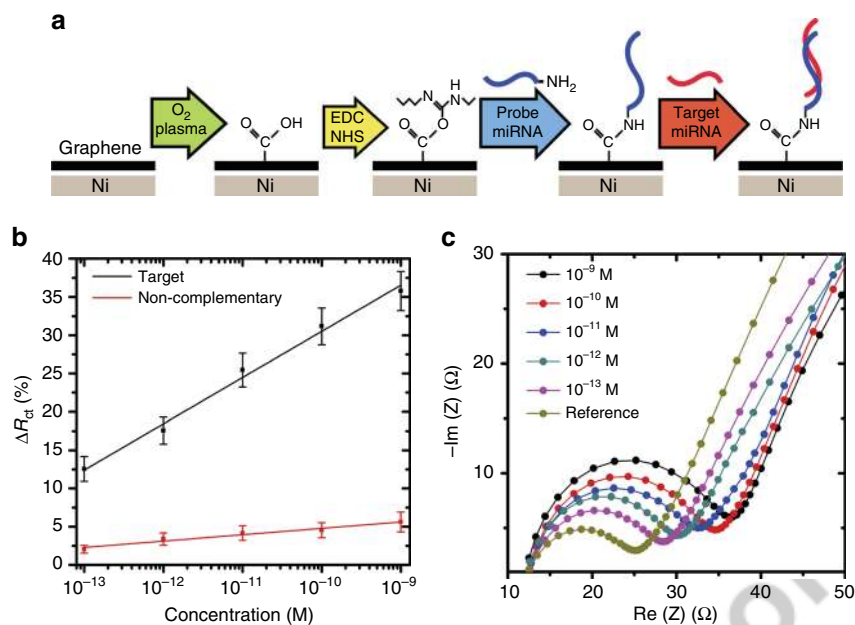 a
O2 plasma
EDC NHS
Probe miRNA
Target miRNA
Graphene
Ni
O OH
C
Ni
N H N
O O
C
Ni
NH2
O NH
C
Ni
O NH
C
Ni
b
40
35
30
25
20
15
10
5
0
ΔRct (%)
Target
Non-complementary
10−13 10−12 10−11 10−10 10−9
Concentration (M)
c
30
20
10
−Im (Z) (Ω)
10−9 M
10−10 M
10−11 M
10−12 M
10−13 M
Reference
10 20 30 40 50
Re (Z) (Ω)